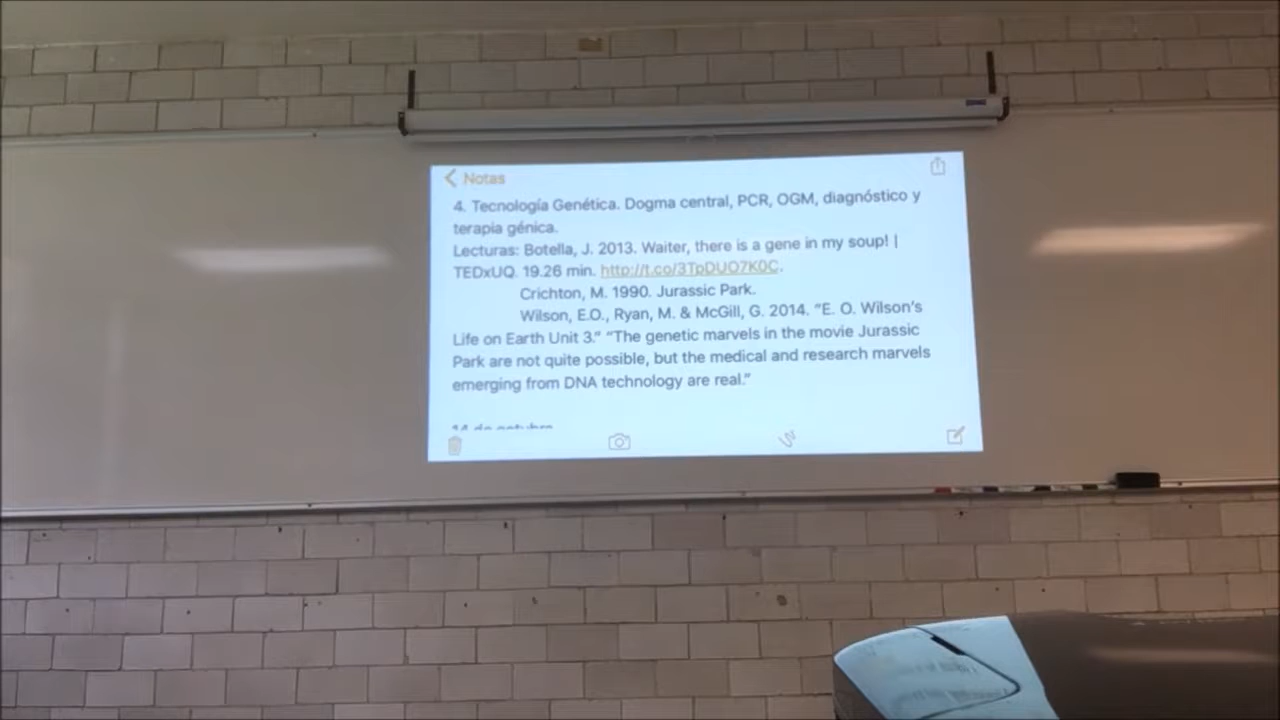 Notas
4. Tecnología Genética. Dogma central, PCR, OGM, diagnóstico y
terapia génica.
Lecturas: Botella, J. 2013. Waiter, there is a gene in my soup! |
TEDxUQ. 19.26 min. http://t.co/3TpDUO7K0C.
Crichton, M. 1990. Jurassic Park.
Wilson, E.O., Ryan, M. & McGill, G. 2014. “E. O. Wilson's
Life on Earth Unit 3.” “The genetic marvels in the movie Jurassic
Park are not quite possible, but the medical and research marvels
emerging from DNA technology are real.”